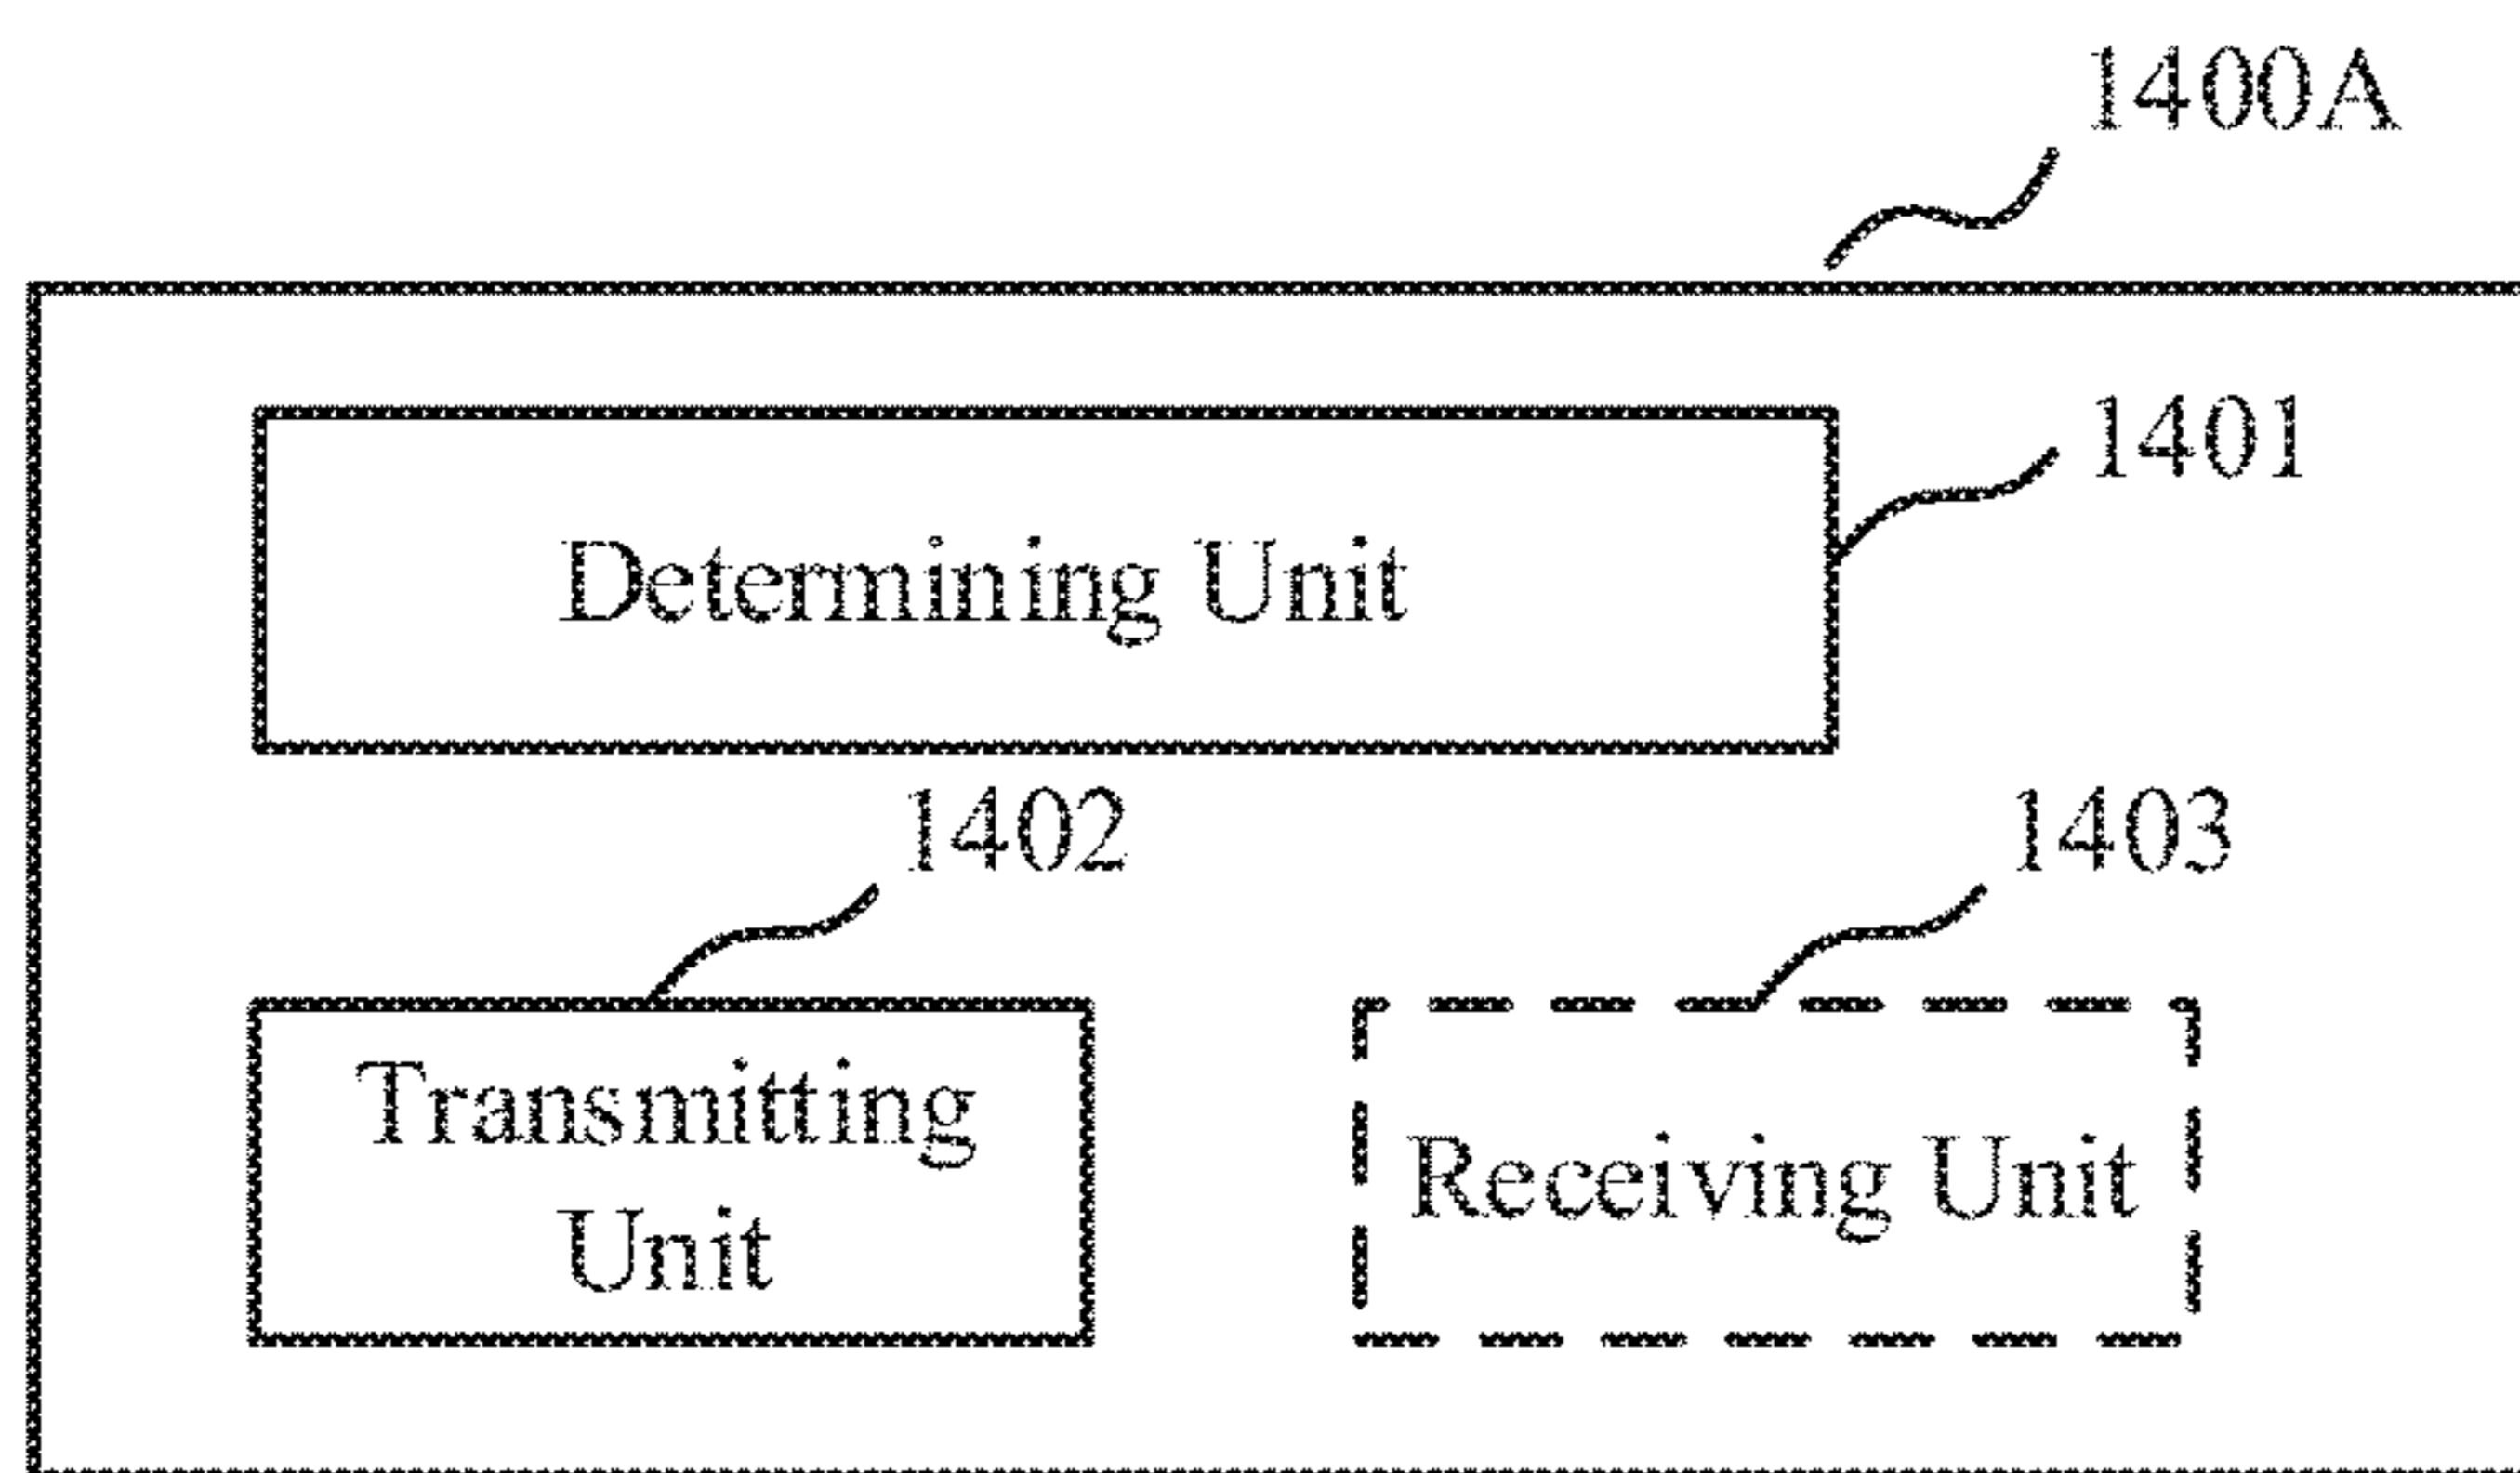 1400A
1401
Determining Unit
1402
1403
Transmitting
Unit
Receiving Unit